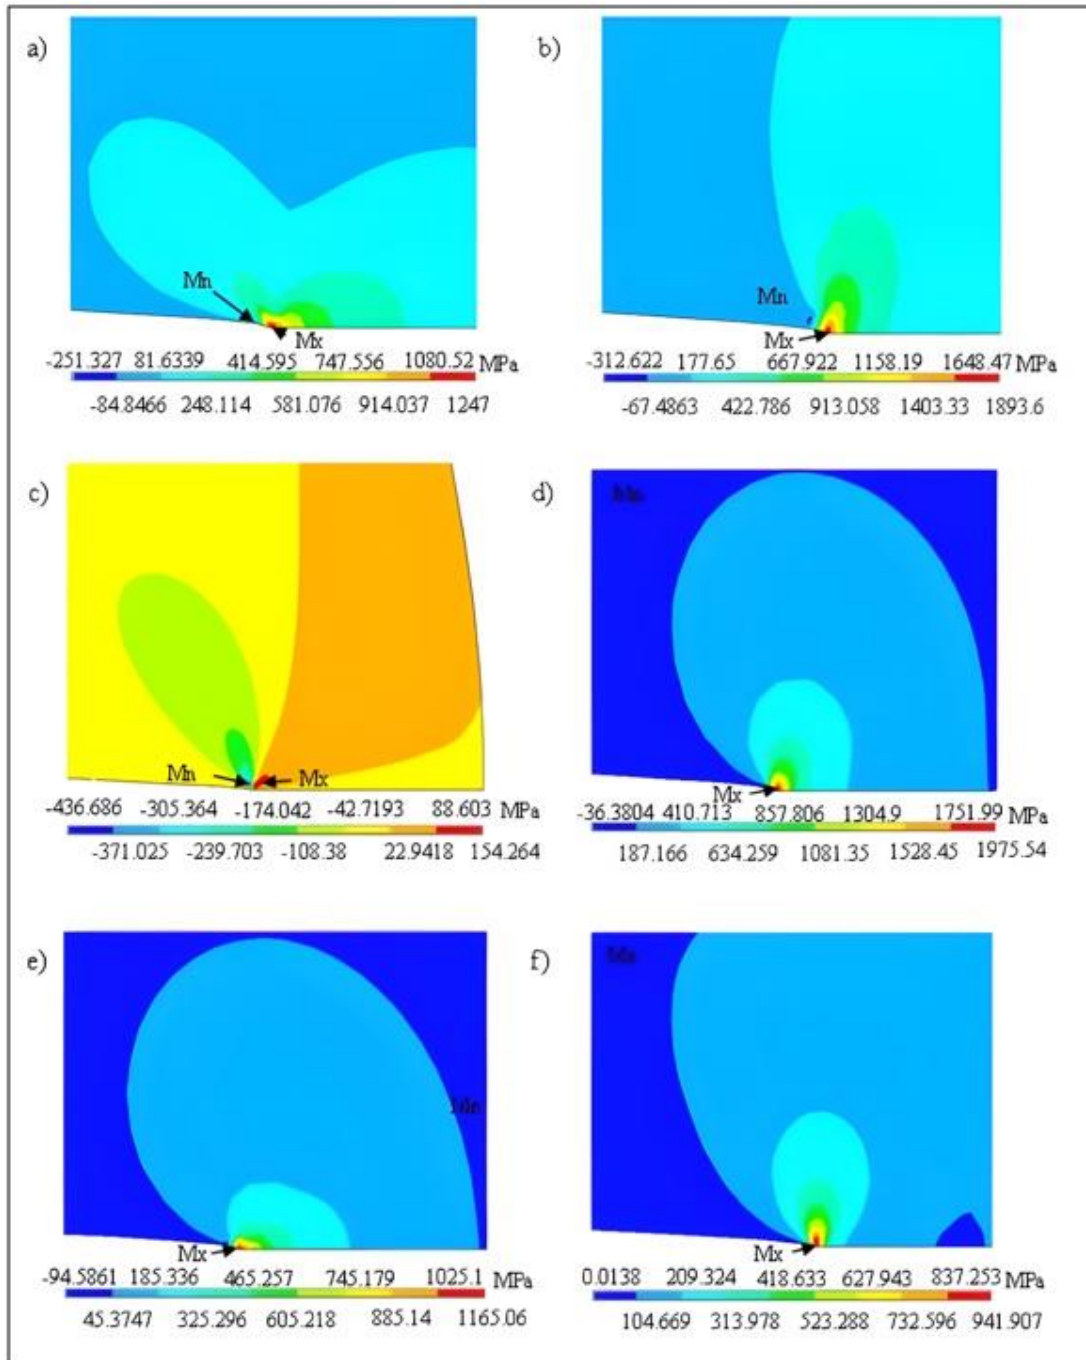 a)
Mn
Mx
-251.327 81.6339 414.595 747.556 1080.52 MPa
-84.8466 248.114 581.076 914.037 1247
b)
Mn
Mx
-312.622 177.65 667.922 1158.19 1648.47 MPa
-67.4863 422.786 913.058 1403.33 1893.6
c)
Mn Mx
-436.686 -305.364 -174.042 -42.7193 88.603 MPa
-371.025 -239.703 -108.38 22.9418 154.264
d)
Mn
Mx
-36.3804 410.713 857.806 1304.9 1751.99 MPa
187.166 634.259 1081.35 1528.45 1975.54
e)
Mn
Mx
-94.5861 185.336 465.257 745.179 1025.1 MPa
45.3747 325.296 605.218 885.14 1165.06
f)
Mn
Mx
0.0138 209.324 418.633 627.943 837.253 MPa
104.669 313.978 523.288 732.596 941.907